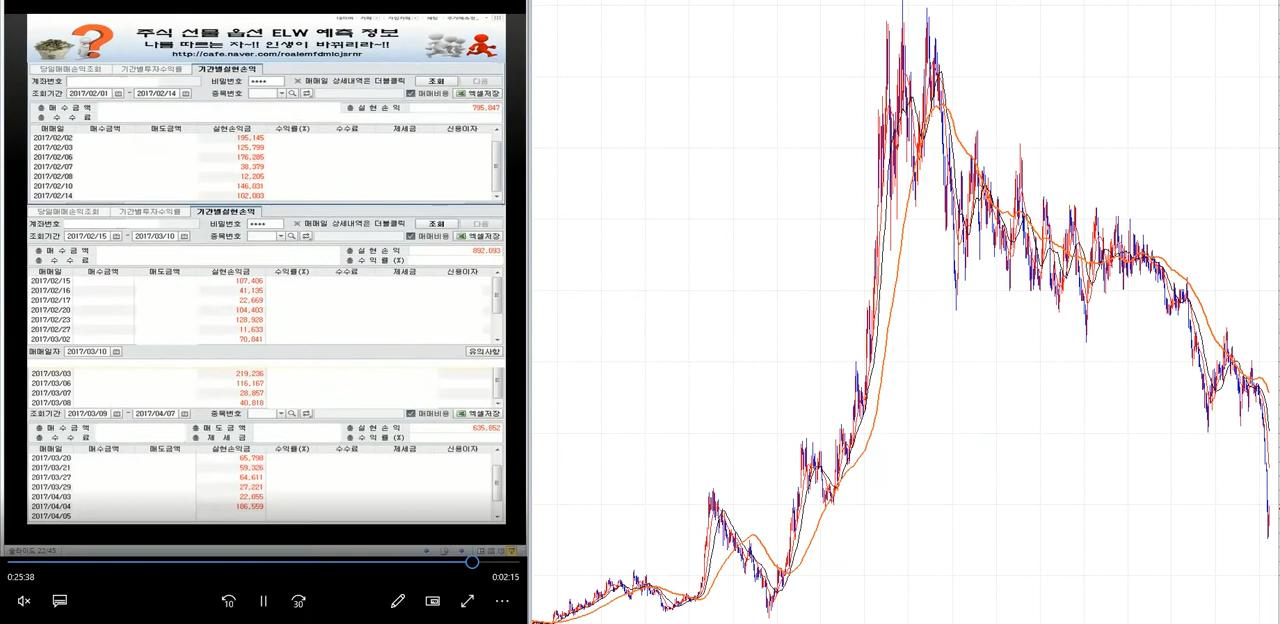 주식 선물 옵션 ELW 예측 정보
나를 따르는 자~!! 인생이 바뀌리라~!!
http://cafe.naver.com/roalemfdmlcjsrnr
당일매매손익조회 기간별투자수익률 기간별실현손익
계좌번호 비밀번호 **** ※ 매매일 상세내역은 더블클릭 조회 다음
조회기간 2017/02/01 ~ 2017/02/14 종목번호 매매비용 엑셀저장
총 매 수 금 액 총 실 현 손 익 795,847
총 수 수 료
매매일 매수금액 매도금액 실현손익금 수익률(%) 수수료 제세금 신용이자
2017/02/02 195,145
2017/02/03 125,799
2017/02/06 176,285
2017/02/07 38,379
2017/02/08 12,205
2017/02/10 146,031
2017/02/14 102,003
당일매매손익조회 기간별투자수익률 기간별실현손익
계좌번호 비밀번호 **** ※ 매매일 상세내역은 더블클릭 조회 다음
조회기간 2017/02/15 ~ 2017/03/10 종목번호 매매비용 엑셀저장
총 매 수 금 액 총 실 현 손 익 892,093
총 수 수 료 총 수 익 률 (%)
매매일 매수금액 매도금액 실현손익금 수익률(%) 수수료 제세금 신용이자
2017/02/15 107,406
2017/02/16 41,135
2017/02/17 22,669
2017/02/20 104,403
2017/02/23 128,928
2017/02/27 11,633
2017/03/02 70,841
매매일자 2017/03/10 유의사항
2017/03/03 219,236
2017/03/06 116,167
2017/03/07 28,857
2017/03/08 40,818
조회기간 2017/03/09 ~ 2017/04/07 종목번호 매매비용 엑셀저장
총 매 수 금 액 총 매 도 금 액 총 실 현 손 익 635,852
총 수 수 료 총 제 세 금 총 수 익 률 (%)
매매일 매수금액 매도금액 실현손익금 수익률(%) 수수료 제세금 신용이자
2017/03/20 65,798
2017/03/21 59,326
2017/03/27 64,611
2017/03/29 27,221
2017/04/03 22,055
2017/04/04 186,559
2017/04/05
슬라이드 22/45
0:25:38 0:02:15
10 30